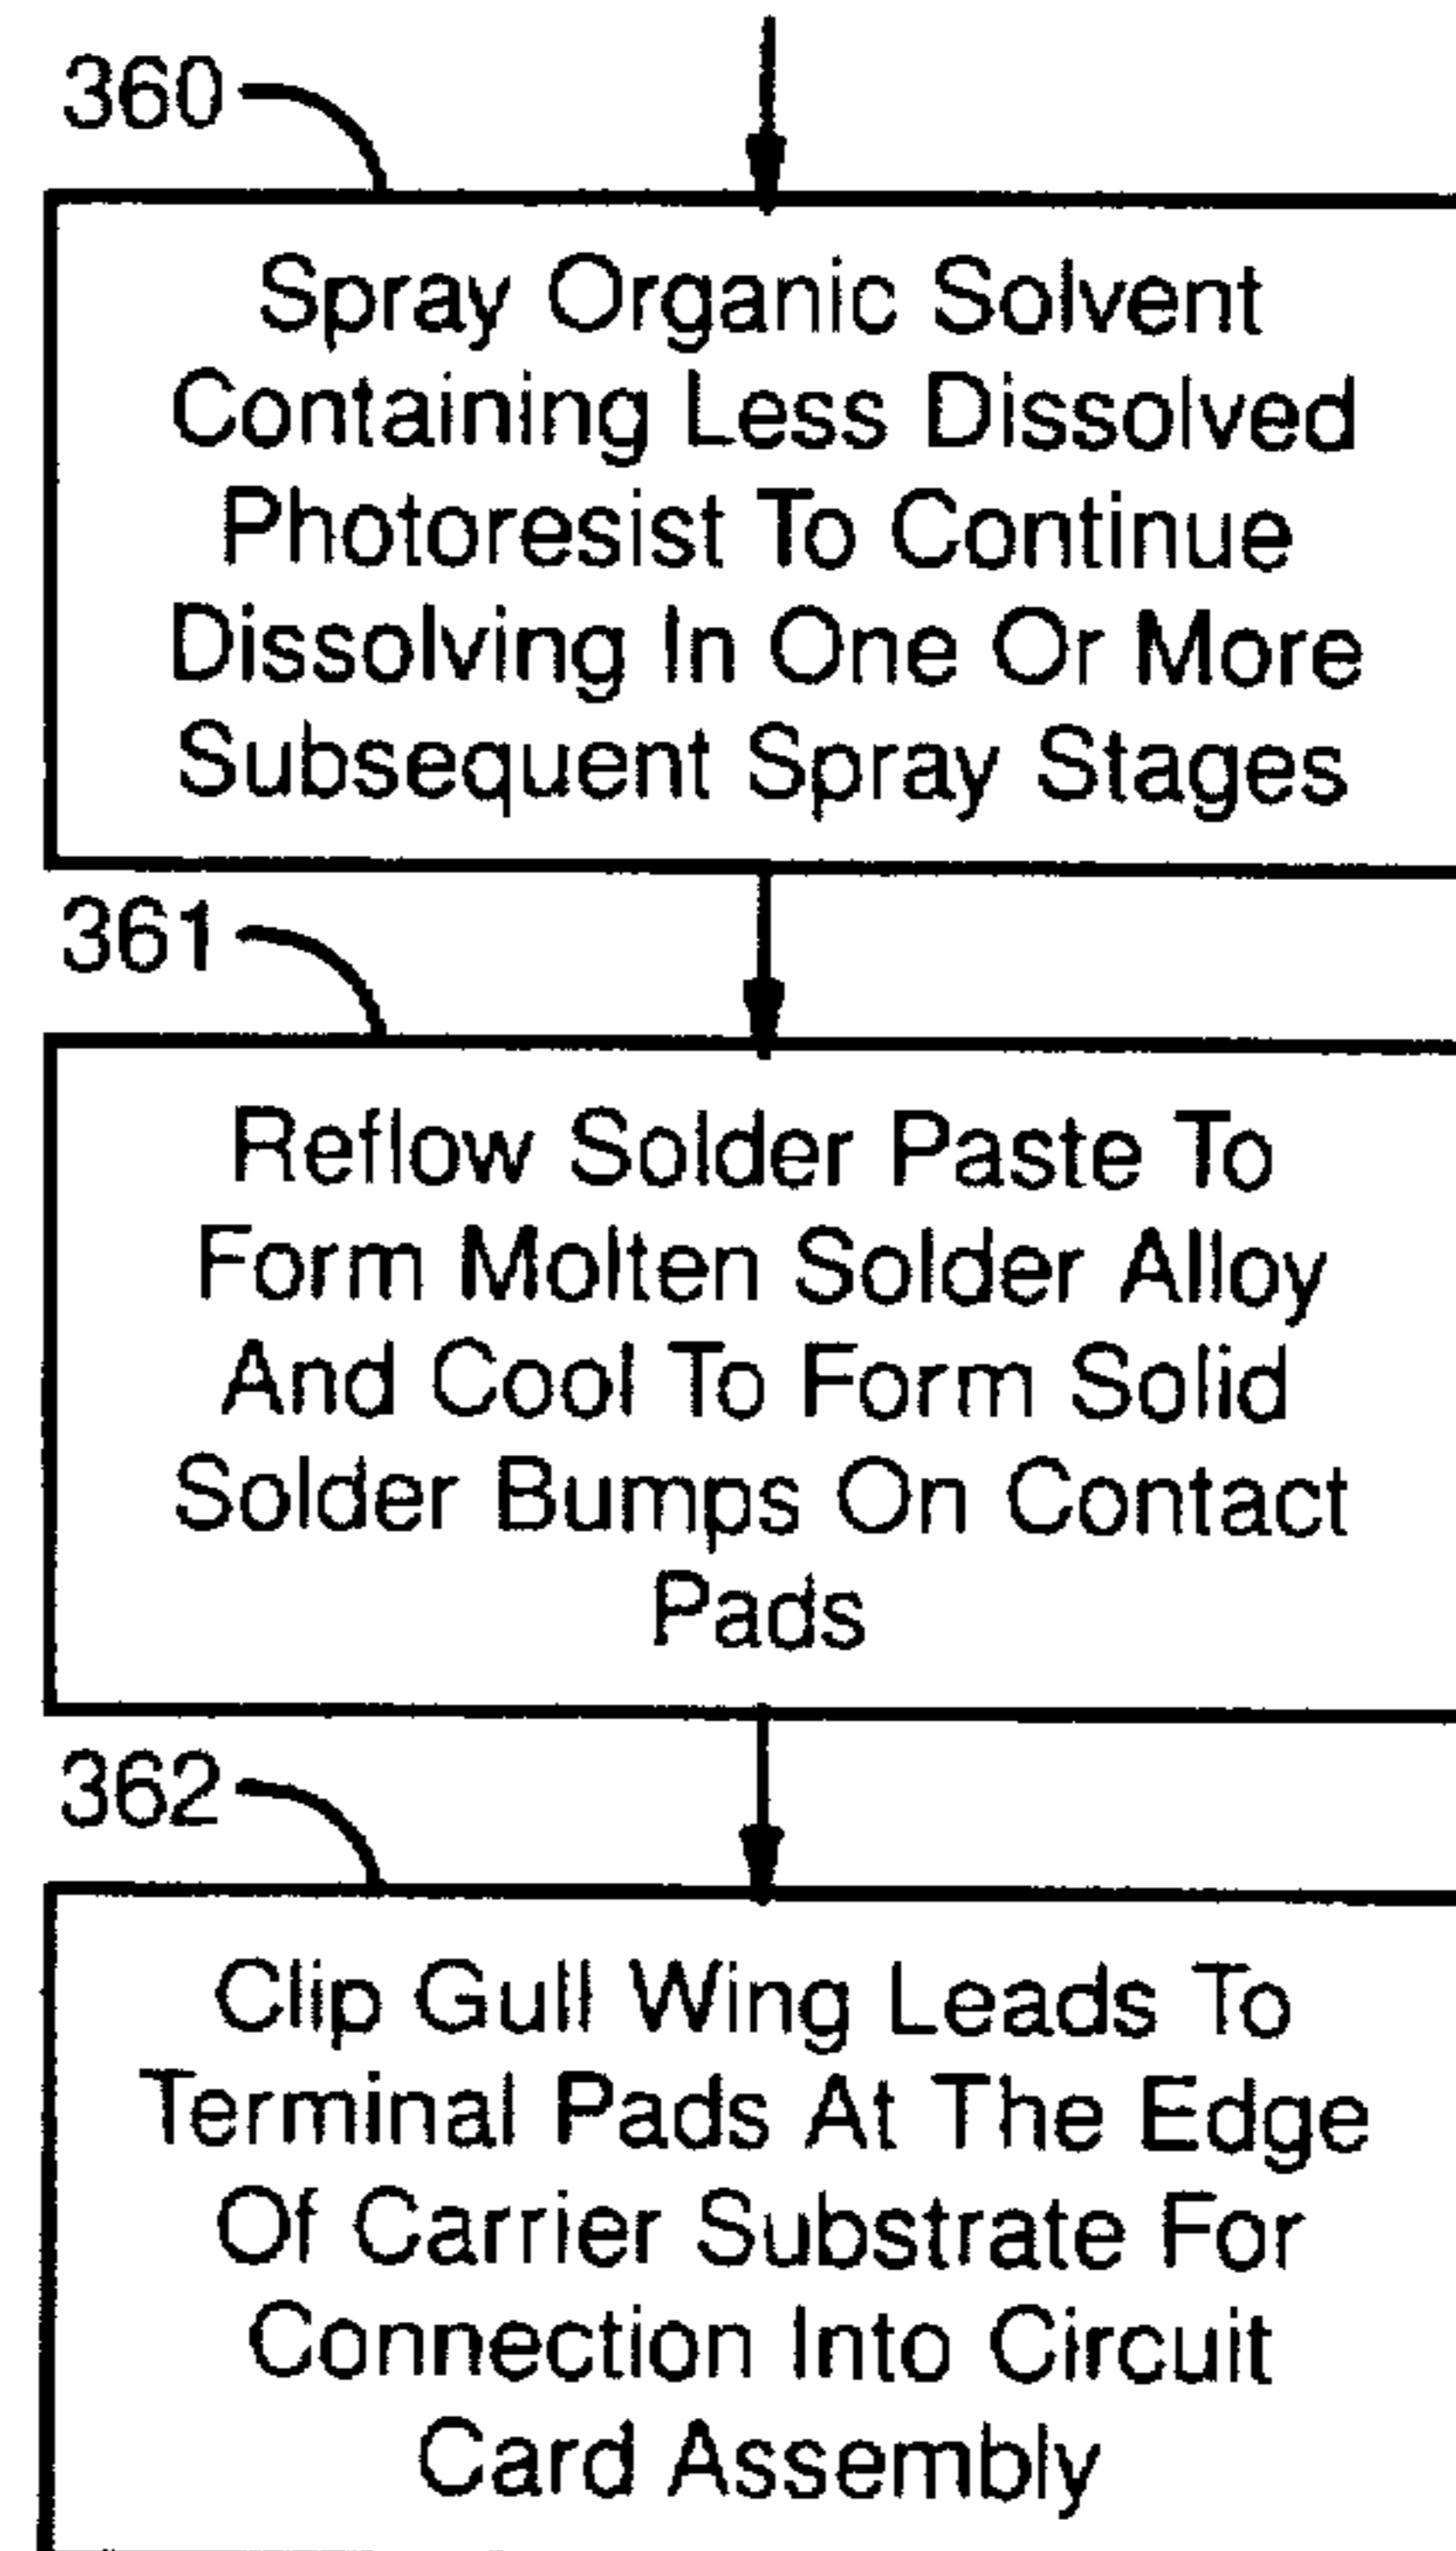 360
Spray Organic Solvent
Containing Less Dissolved
Photoresist To Continue
Dissolving In One Or More
Subsequent Spray Stages
361
Reflow Solder Paste To
Form Molten Solder Alloy
And Cool To Form Solid
Solder Bumps On Contact
Pads
362
Clip Gull Wing Leads To
Terminal Pads At The Edge
Of Carrier Substrate For
Connection Into Circuit
Card Assembly